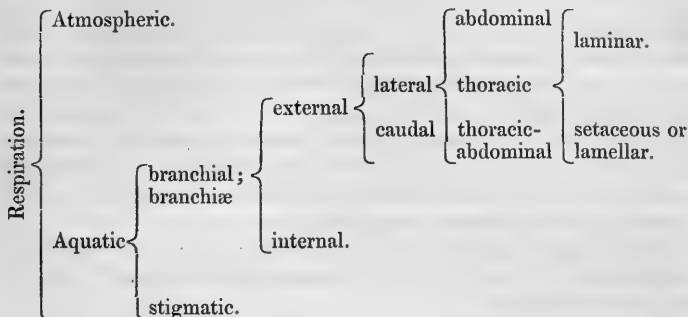 Respiration.
Atmospheric.
Aquatic
branchial;
branchiæ
stigmatic.
external
internal.
lateral
caudal
abdominal
thoracic
thoracic-
abdominal
laminar.
setaceous or
lamellar.